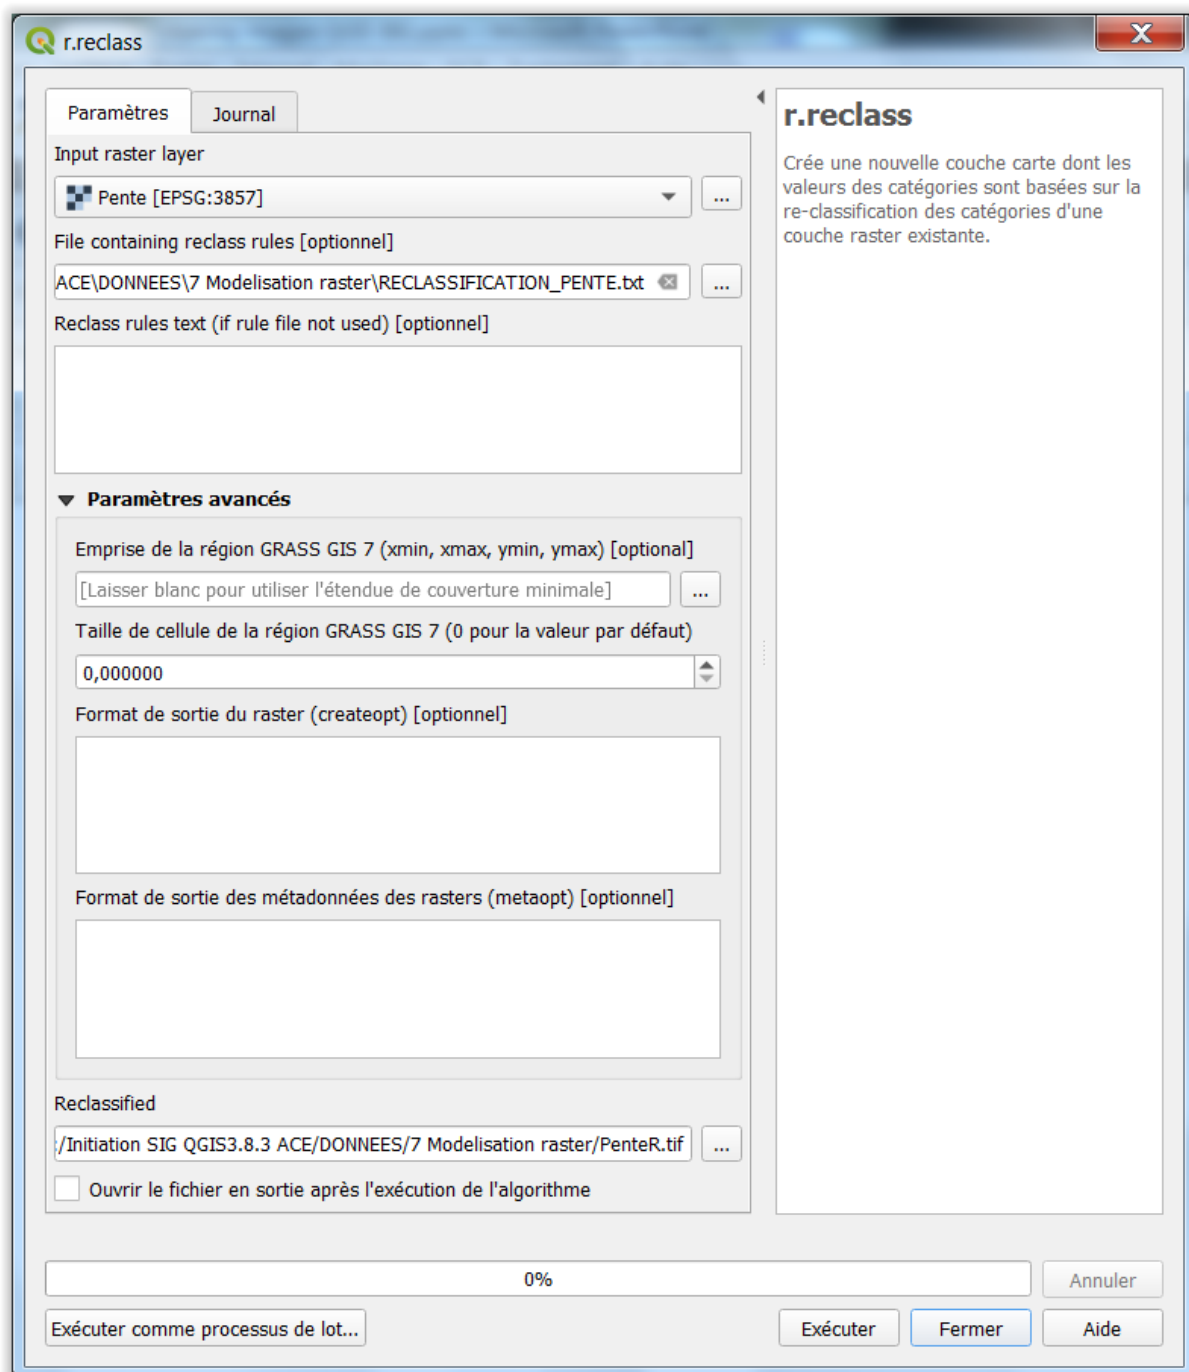 r.reclass
Paramètres
Journal
Input raster layer
Pente [EPSG:3857]
...
File containing reclass rules [optionnel]
ACE\DONNEES\7 Modelisation raster\RECLASSIFICATION_PENTE.txt
...
Reclass rules text (if rule file not used) [optionnel]
Paramètres avancés
Emprise de la région GRASS GIS 7 (xmin, xmax, ymin, ymax) [optional]
[Laisser blanc pour utiliser l'étendue de couverture minimale]
...
Taille de cellule de la région GRASS GIS 7 (0 pour la valeur par défaut)
0,000000
Format de sortie du raster (createopt) [optionnel]
Format de sortie des métadonnées des rasters (metaopt) [optionnel]
Reclassified
:/Initiation SIG QGIS3.8.3 ACE/DONNEES/7 Modelisation raster/PenteR.tif
...
Ouvrir le fichier en sortie après l'exécution de l'algorithme
r.reclass
Crée une nouvelle couche carte dont les
valeurs des catégories sont basées sur la
re-classification des catégories d'une
couche raster existante.
0%
Annuler
Exécuter comme processus de lot...
Exécuter
Fermer
Aide